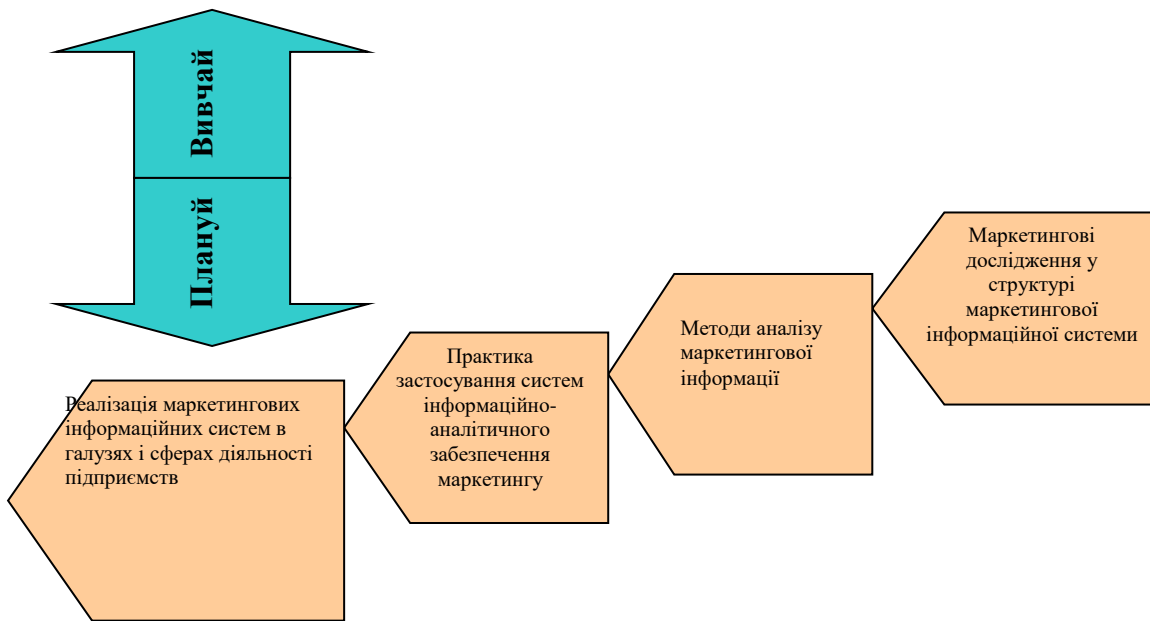 Вивчай
Плануй
Маркетингові
дослідження у
структурі
маркетингової
інформаційної системи
Методи аналізу
маркетингової
інформації
Практика
застосування систем
інформаційно-
аналітичного
забезпечення
маркетингу
Реалізація маркетингових
інформаційних систем в
галузях і сферах діяльності
підприємств